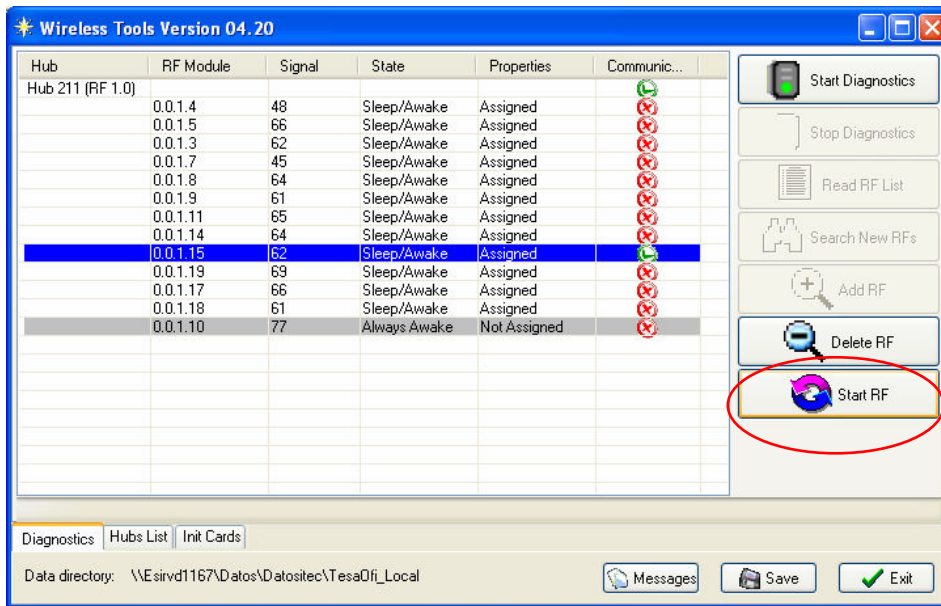 Wireless Tools Version 04.20
Hub RF Module Signal State Properties Communic...
Hub 211 (RF 1.0)
0.0.1.4 48 Sleep/Awake Assigned
0.0.1.5 66 Sleep/Awake Assigned
0.0.1.3 62 Sleep/Awake Assigned
0.0.1.7 45 Sleep/Awake Assigned
0.0.1.8 64 Sleep/Awake Assigned
0.0.1.9 61 Sleep/Awake Assigned
0.0.1.11 65 Sleep/Awake Assigned
0.0.1.14 64 Sleep/Awake Assigned
0.0.1.15 62 Sleep/Awake Assigned
0.0.1.19 69 Sleep/Awake Assigned
0.0.1.17 66 Sleep/Awake Assigned
0.0.1.18 61 Sleep/Awake Assigned
0.0.1.10 77 Always Awake Not Assigned
Start Diagnostics
Stop Diagnostics
Read RF List
Search New RFs
Add RF
Delete RF
Start RF
Diagnostics Hubs List Init Cards
Data directory: \\Esirvd1167\Datos\Datositec\TesaOfi_Local
Messages Save Exit